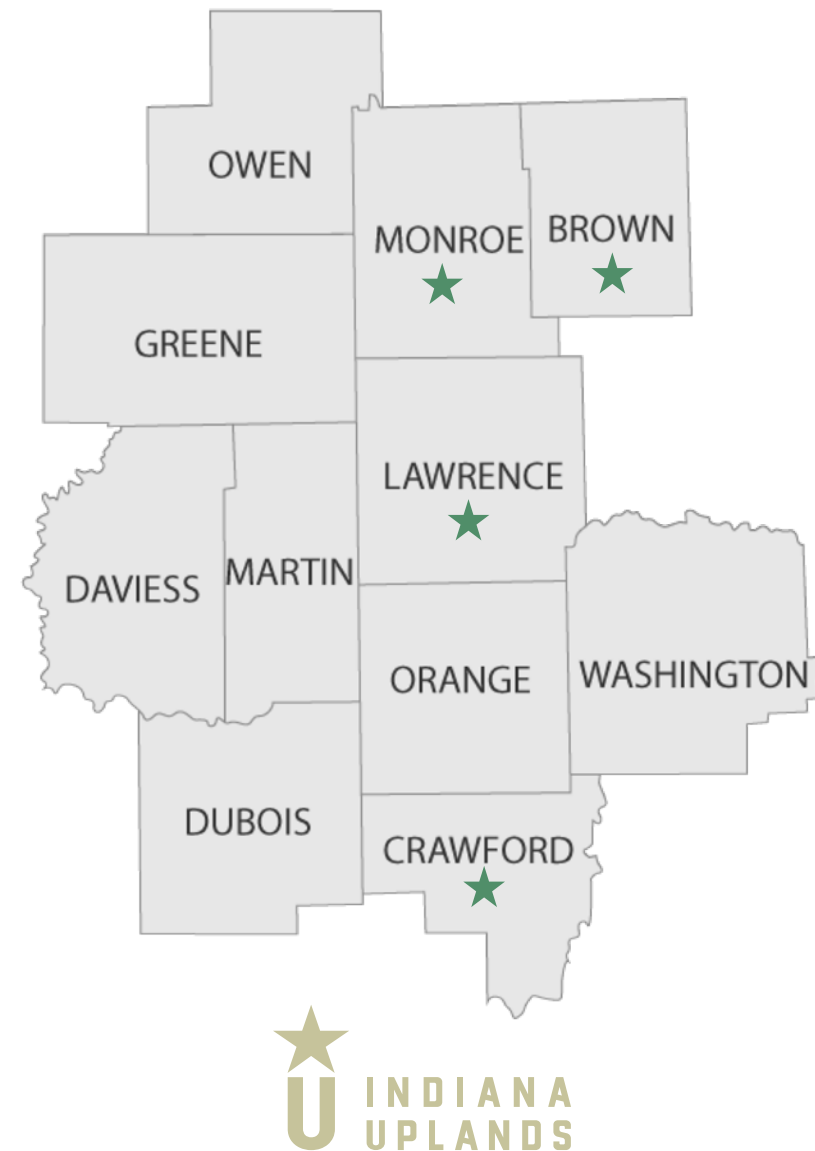 OWEN
MONROE
BROWN
GREENE
LAWRENCE
DAVIESS
MARTIN
ORANGE
WASHINGTON
DUBOIS
CRAWFORD
U
INDIANA
UPLANDS